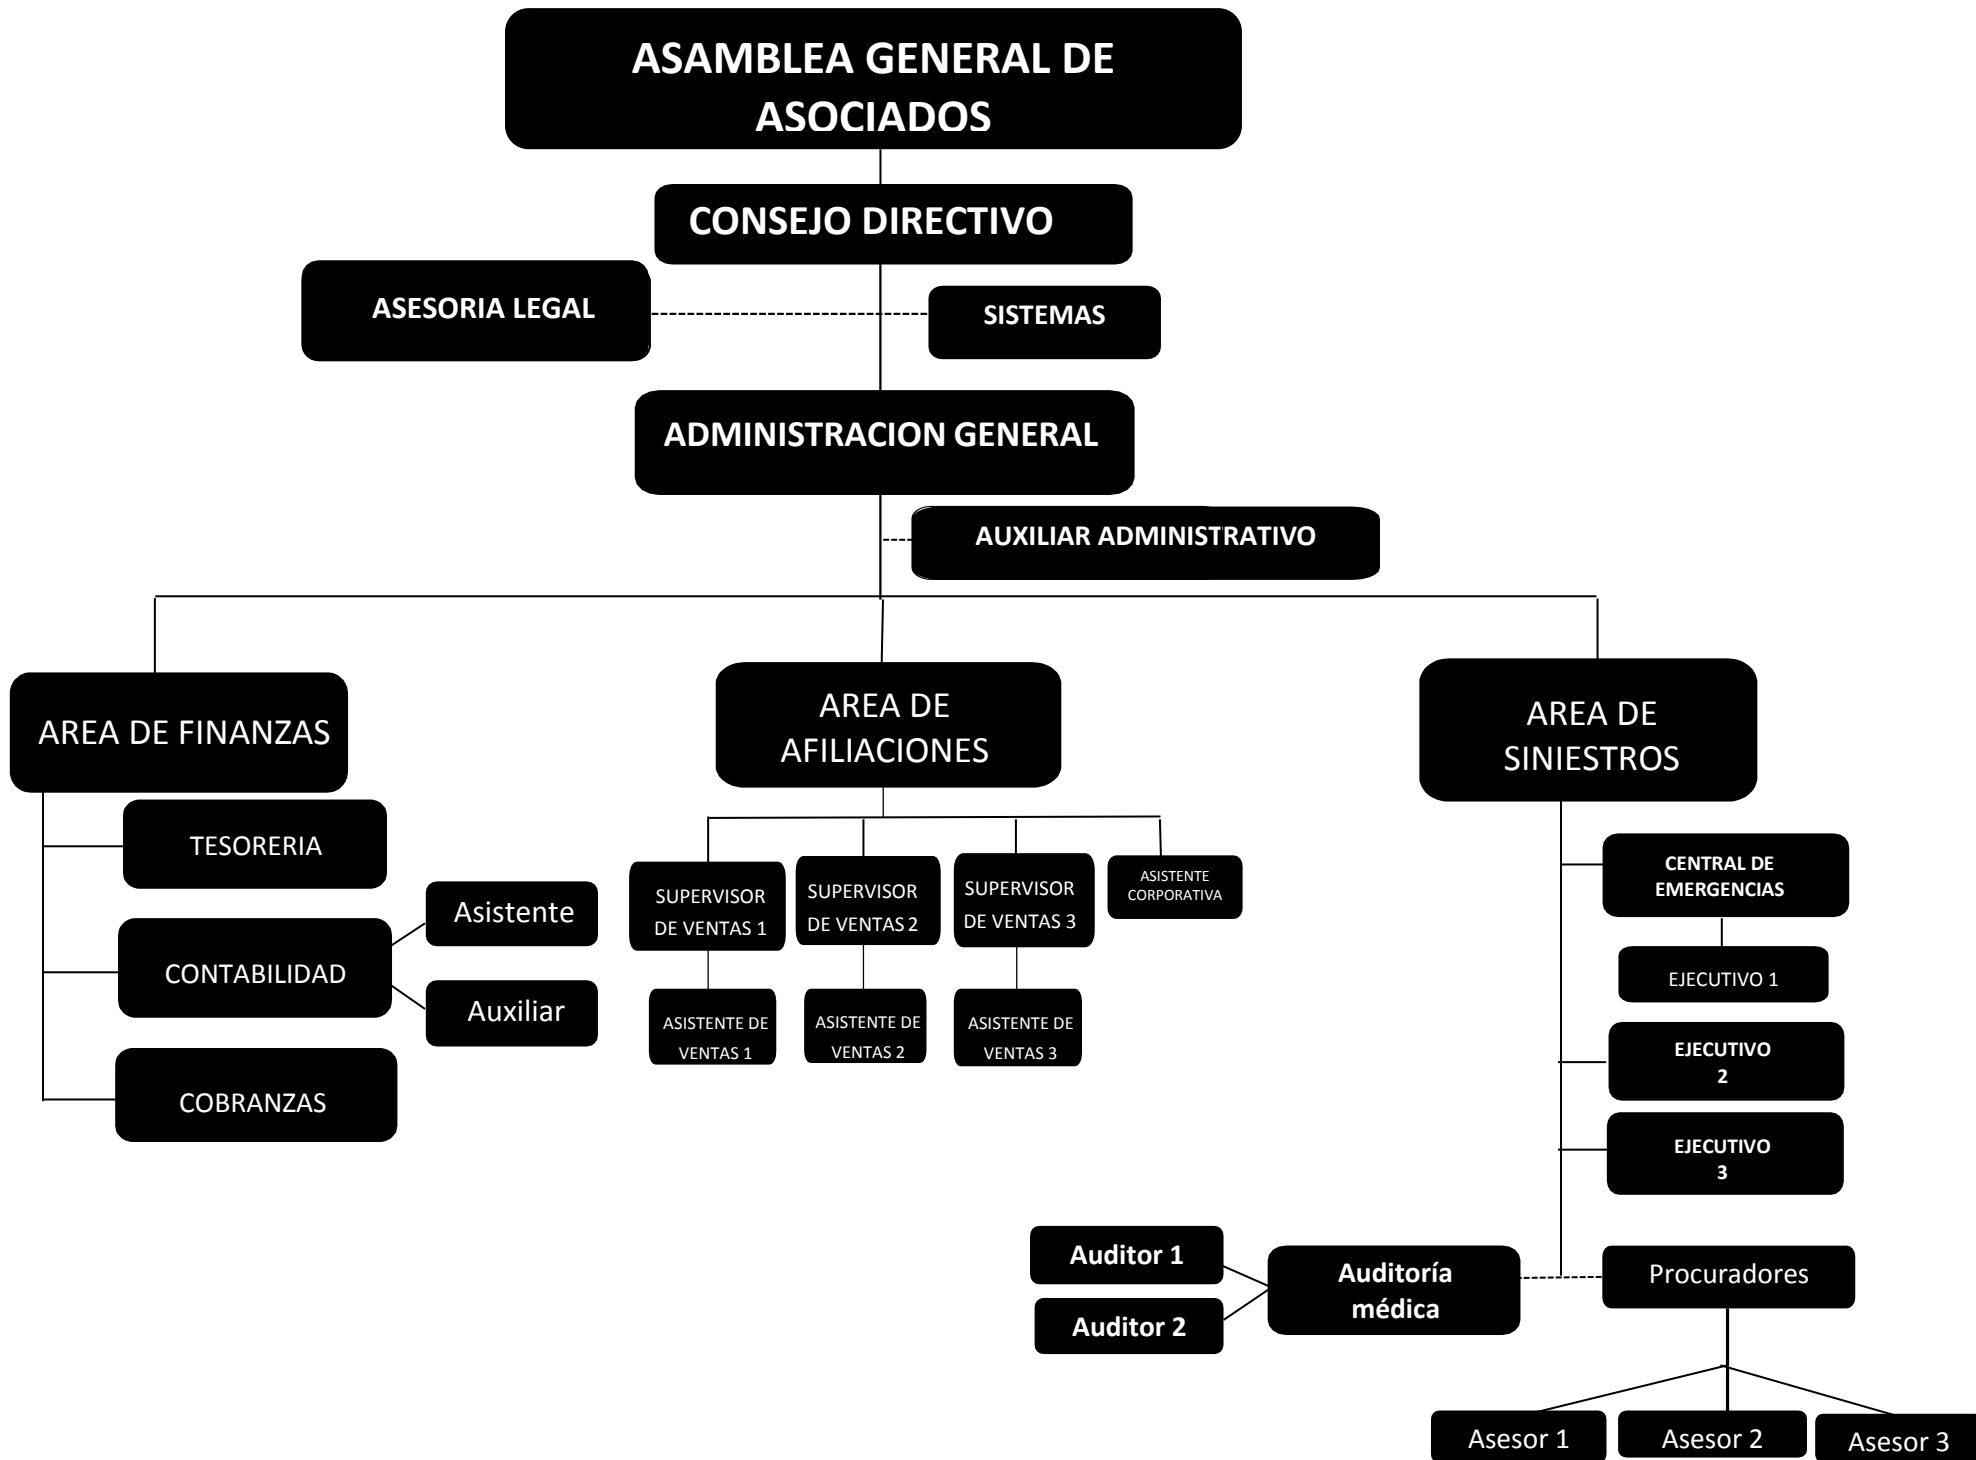 ASAMBLEA GENERAL DE
ASOCIADOS
CONSEJO DIRECTIVO
ASESORIA LEGAL
SISTEMAS
ADMINISTRACION GENERAL
AUXILIAR ADMINISTRATIVO
AREA DE FINANZAS
AREA DE
AFILIACIONES
AREA DE
SINIESTROS
TESORERIA
CONTABILIDAD
Asistente
Auxiliar
COBRANZAS
SUPERVISOR
DE VENTAS 1
SUPERVISOR
DE VENTAS 2
SUPERVISOR
DE VENTAS 3
ASISTENTE
CORPORATIVA
ASISTENTE DE
VENTAS 1
ASISTENTE DE
VENTAS 2
ASISTENTE DE
VENTAS 3
CENTRAL DE
EMERGENCIAS
EJECUTIVO 1
EJECUTIVO
2
EJECUTIVO
3
Auditor 1
Auditor 2
Auditoría
médica
Procuradores
Asesor 1
Asesor 2
Asesor 3